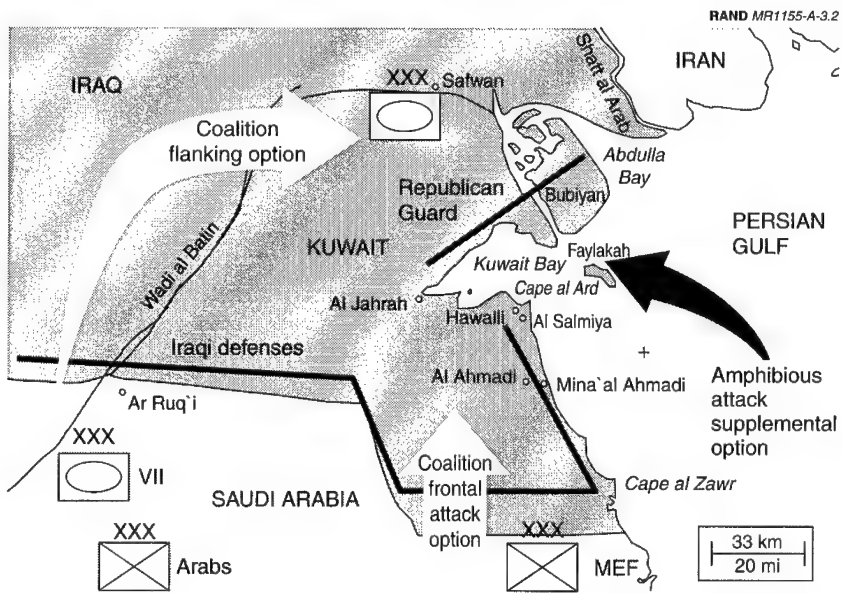 RAND MR1155-A-3.2
IRAQ
XXX
Safwan
Shatt al Arab
IRAN
Coalition
flanking option
Abdulla
Bay
Republican
Guard
Bubiyan
Wadi al Batin
KUWAIT
PERSIAN
GULF
Kuwait Bay
Faylakah
Cape al Ard
Al Jahrah
Hawalli
Al Salmiya
Iraqi defenses
Al Ahmadi
Mina`al Ahmadi
Ar Ruq`i
Amphibious
attack
supplemental
option
XXX
VII
Coalition
frontal
attack
option
SAUDI ARABIA
Cape al Zawr
XXX
Arabs
XXX
MEF
33 km
20 mi